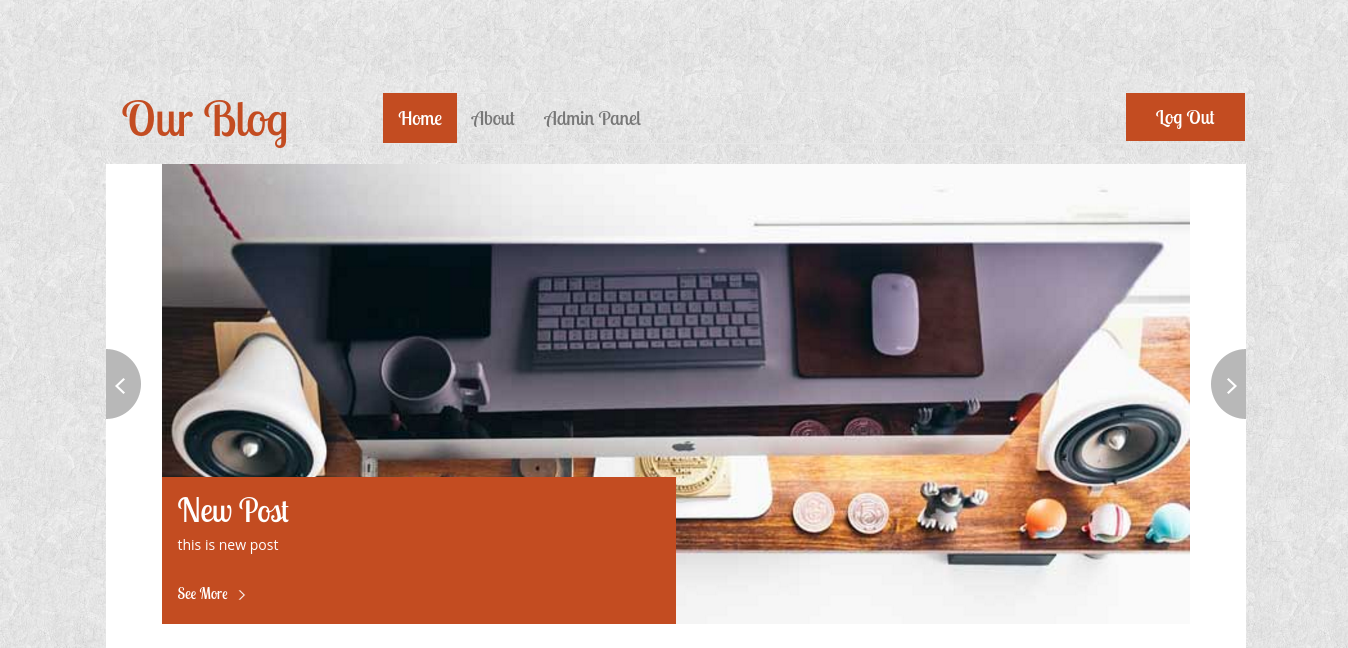 Our Blog
Home
About
Admin Panel
Log Out
New Post
this is new post
See More